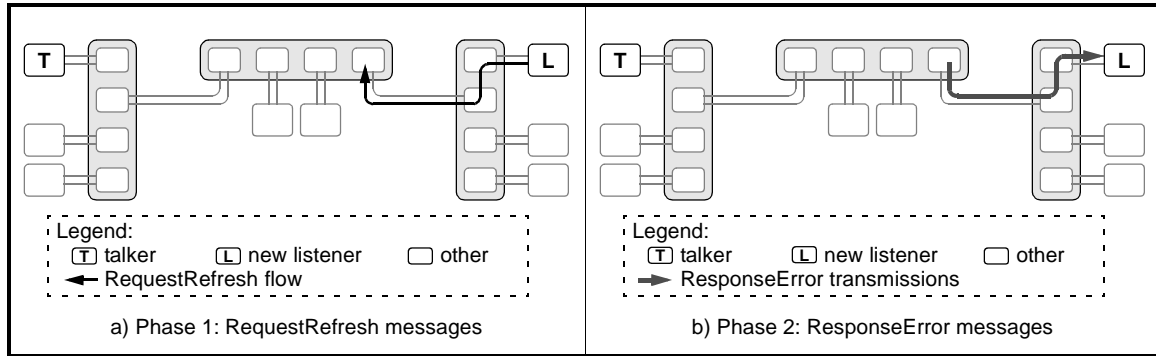 T
L
Legend:
T talker L new listener other
RequestRefresh flow
a) Phase 1: RequestRefresh messages
T
L
Legend:
T talker L new listener other
ResponseError transmissions
b) Phase 2: ResponseError messages